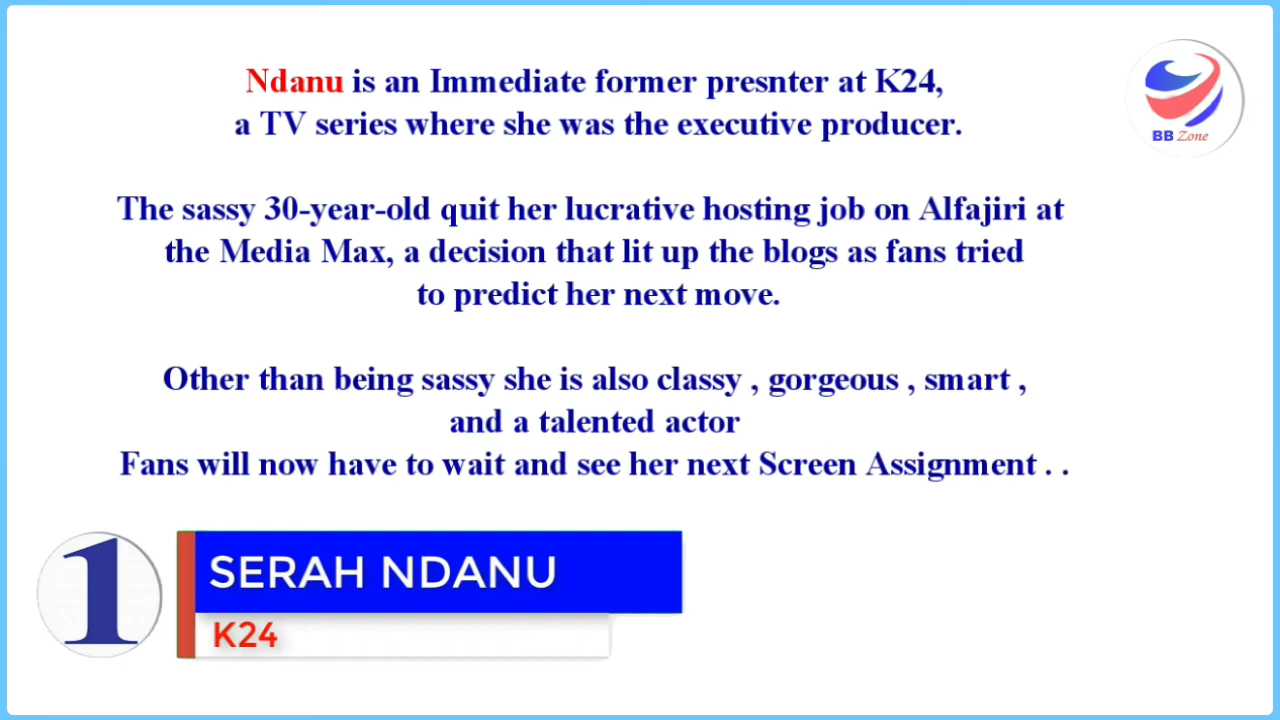 Ndanu is an Immediate former presnter at K24,
a TV series where she was the executive producer.
BB Zone
The sassy 30-year-old quit her lucrative hosting job on Alfajiri at
the Media Max, a decision that lit up the blogs as fans tried
to predict her next move.
Other than being sassy she is also classy , gorgeous , smart ,
and a talented actor
Fans will now have to wait and see her next Screen Assignment . .
1
SERAH NDANU
K24